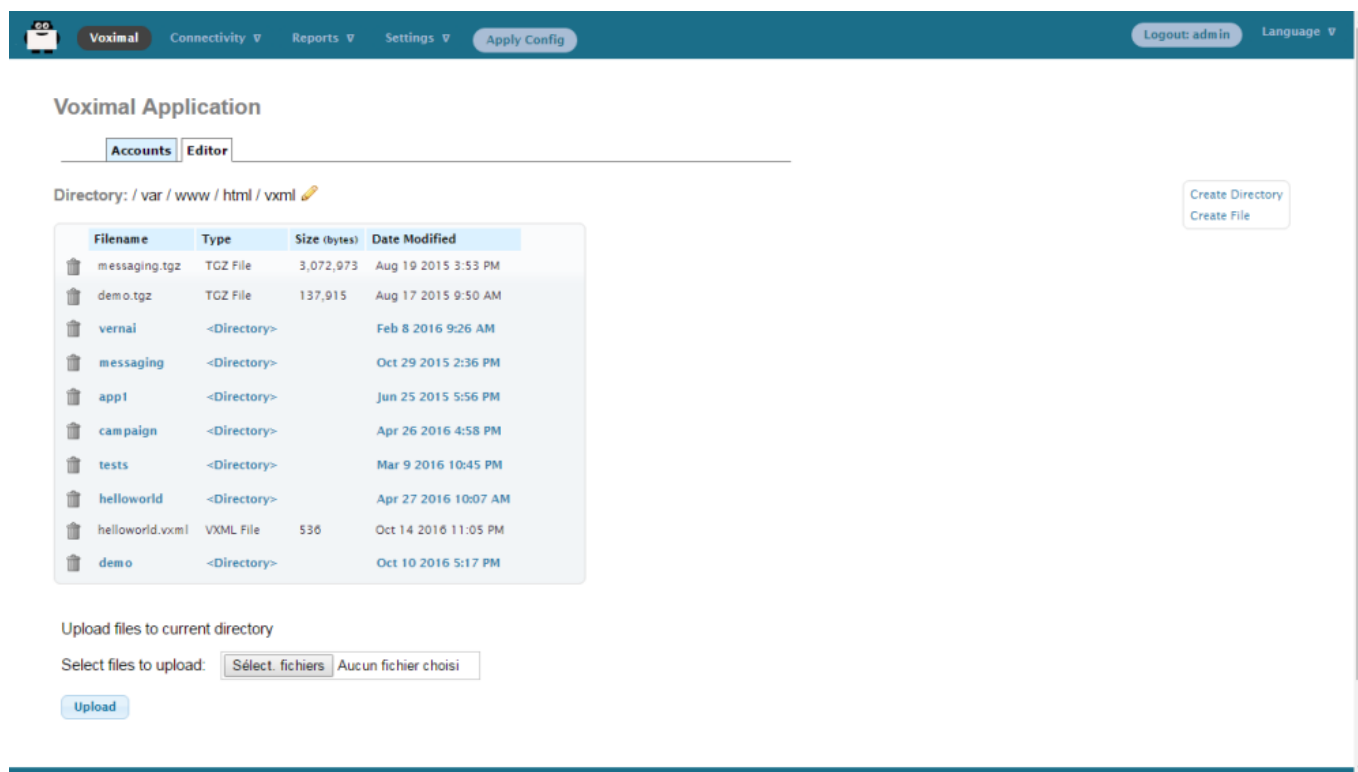 Voximal Connectivity ∇ Reports ∇ Settings ∇ Apply Config Logout: admin Language ∇
Voximal Application
Accounts Editor
Directory: / var / www / html / vxml
Create Directory
Create File
Filename Type Size (bytes) Date Modified
messaging.tgz TGZ File 3,072,973 Aug 19 2015 3:53 PM
demo.tgz TGZ File 137,915 Aug 17 2015 9:50 AM
vernai <Directory> Feb 8 2016 9:26 AM
messaging <Directory> Oct 29 2015 2:36 PM
app1 <Directory> Jun 25 2015 5:56 PM
campaign <Directory> Apr 26 2016 4:58 PM
tests <Directory> Mar 9 2016 10:45 PM
helloworld <Directory> Apr 27 2016 10:07 AM
helloworld.vxml VXML File 536 Oct 14 2016 11:05 PM
demo <Directory> Oct 10 2016 5:17 PM
Upload files to current directory
Select files to upload: Sélect. fichiers Aucun fichier choisi
Upload